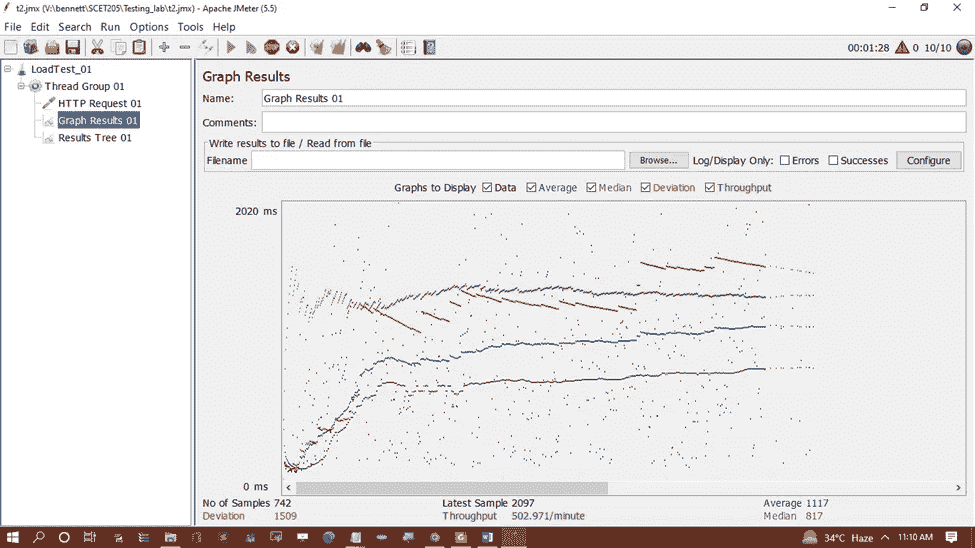 t2.jmx (V:\bennett\SCET205\Testing_lab\t2.jmx) - Apache JMeter (5.5)
File Edit Search Run Options Tools Help
00:01:28 0 10/10
LoadTest_01
Thread Group 01
HTTP Request 01
Graph Results 01
Results Tree 01
Graph Results
Name: Graph Results 01
Comments:
Write results to file / Read from file
Filename Browse... Log/Display Only: Errors Successes Configure
Graphs to Display Data Average Median Deviation Throughput
2020 ms
0 ms
No of Samples 742 Latest Sample 2097 Average 1117
Deviation 1509 Throughput 502.971/minute Median 817
34°C Haze 11:10 AM